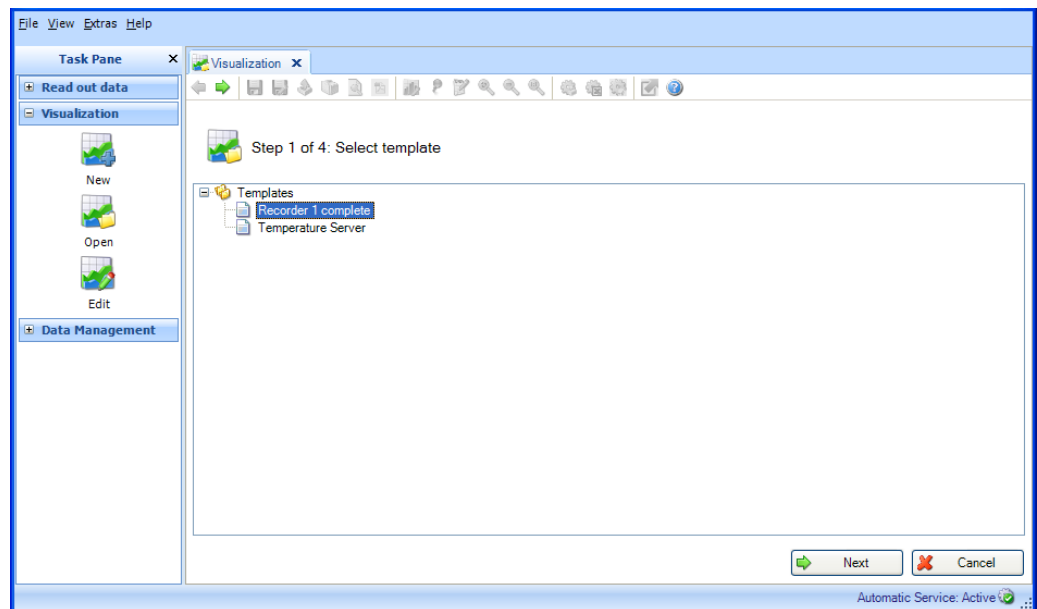 File View Extras Help
Task Pane
Visualization
Read out data
Visualization
New
Open
Edit
Data Management
Step 1 of 4: Select template
Templates
Recorder 1 complete
Temperature Server
Next Cancel
Automatic Service: Active